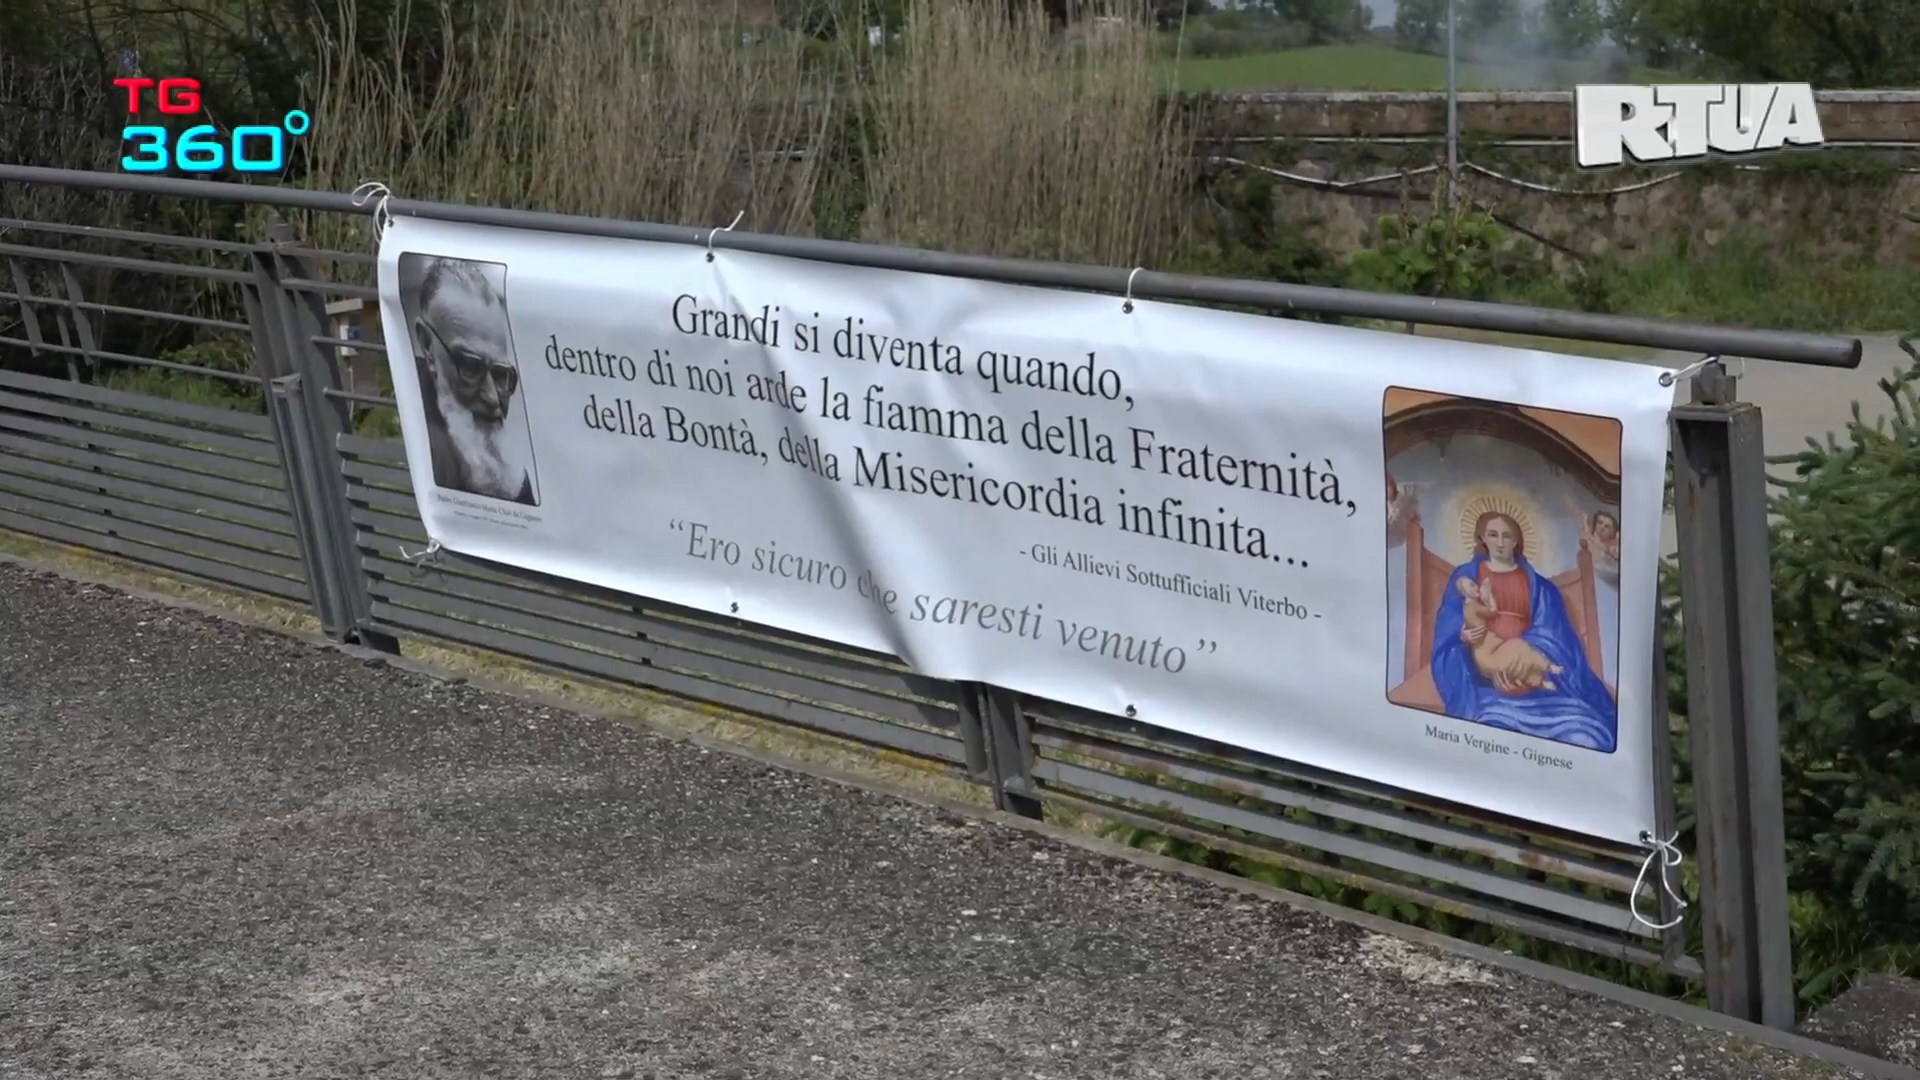 TG
360°
RTUA
Grandi si diventa quando,
dentro di noi arde la fiamma della Fraternità,
della Bontà, della Misericordia infinita...
- Gli Allievi Sottufficiali Viterbo -
“Ero sicuro che saresti venuto”
Maria Vergine - Gignese